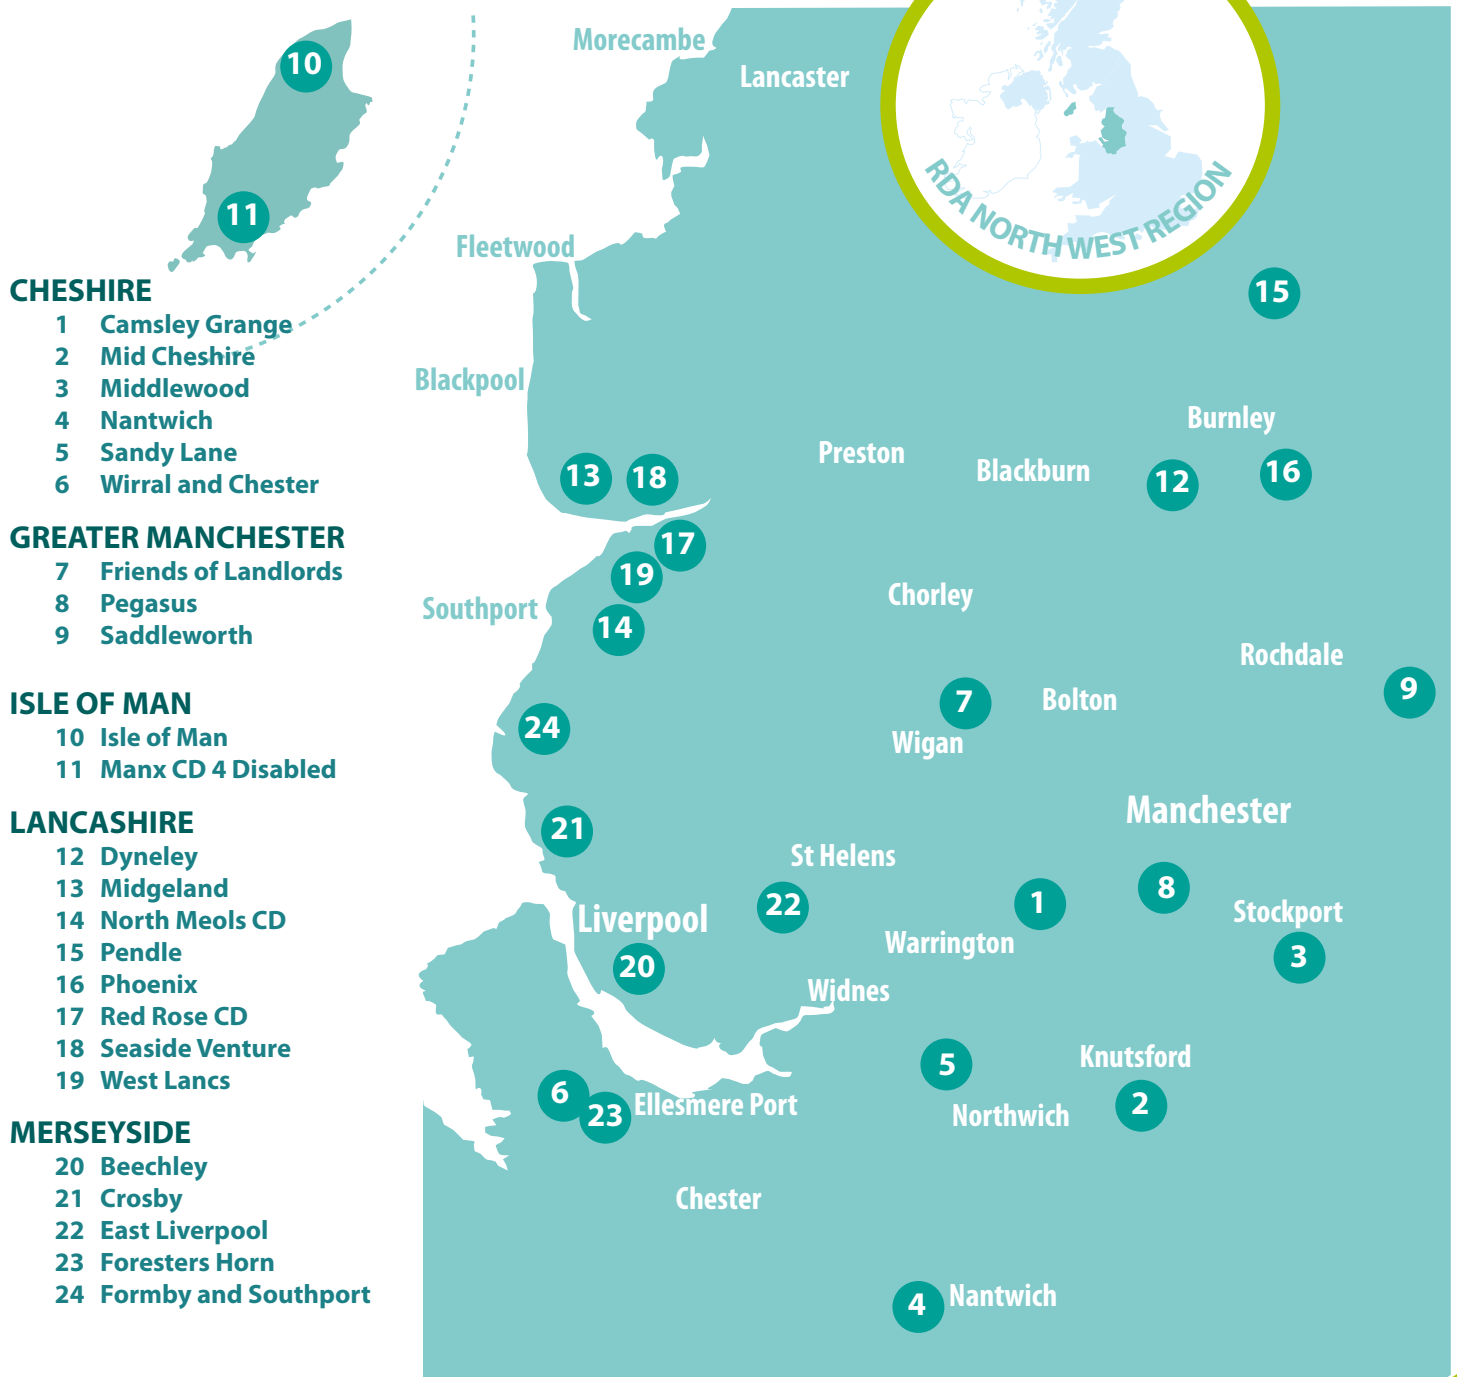 CHESHIRE
1 Camsley Grange
2 Mid Cheshire
3 Middlewood
4 Nantwich
5 Sandy Lane
6 Wirral and Chester
GREATER MANCHESTER
7 Friends of Landlords
8 Pegasus
9 Saddleworth
ISLE OF MAN
10 Isle of Man
11 Manx CD 4 Disabled
LANCASHIRE
12 Dyneley
13 Midgeland
14 North Meols CD
15 Pendle
16 Phoenix
17 Red Rose CD
18 Seaside Venture
19 West Lancs
MERSEYSIDE
20 Beechley
21 Crosby
22 East Liverpool
23 Foresters Horn
24 Formby and Southport
10
11
Morecambe
Lancaster
RDA NORTH WEST REGION
Fleetwood
15
Blackpool
Burnley
Preston
Blackburn
13
18
12
16
17
19
Southport
14
Chorley
Rochdale
9
7
Bolton
24
Wigan
Manchester
21
St Helens
8
22
1
Liverpool
Stockport
Warrington
3
20
Widnes
5
Knutsford
6
23
Ellesmere Port
2
Northwich
Chester
4
Nantwich